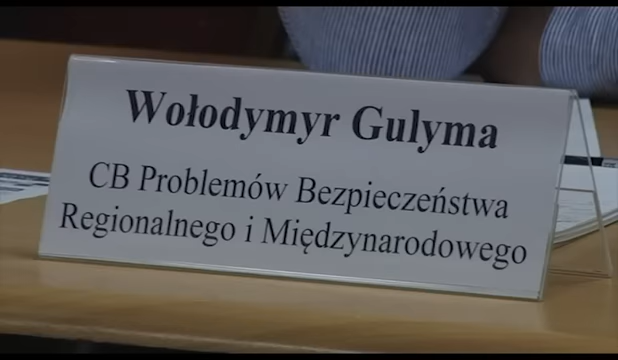 Wołodymyr Gulyma
CB Problemów Bezpieczeństwa
Regionalnego i Międzynarodowego